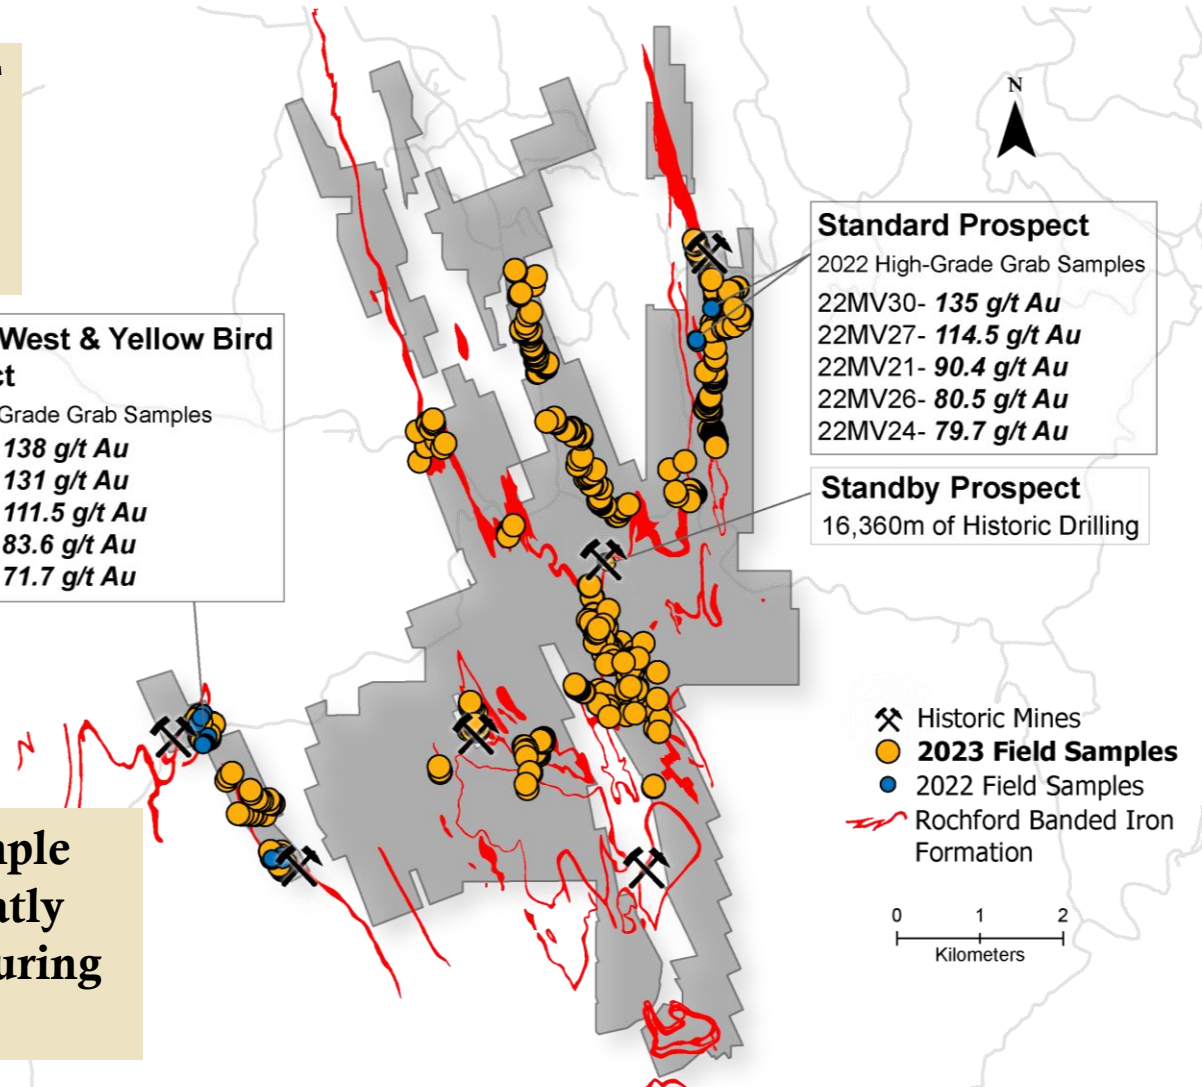 N
Standard Prospect
2022 High-Grade Grab Samples
22MV30- 135 g/t Au
22MV27- 114.5 g/t Au
22MV21- 90.4 g/t Au
22MV26- 80.5 g/t Au
22MV24- 79.7 g/t Au
West & Yellow Bird
ct
Grade Grab Samples
138 g/t Au
131 g/t Au
111.5 g/t Au
83.6 g/t Au
71.7 g/t Au
Standby Prospect
16,360m of Historic Drilling
Historic Mines
2023 Field Samples
2022 Field Samples
Rochford Banded Iron
Formation
0 1 2
Kilometers
nple
atly
uring